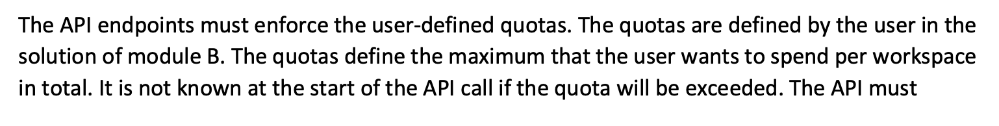 The API endpoints must enforce the user-defined quotas. The quotas are defined by the user in the
solution of module B. The quotas define the maximum that the user wants to spend per workspace
in total. It is not known at the start of the API call if the quota will be exceeded. The API must